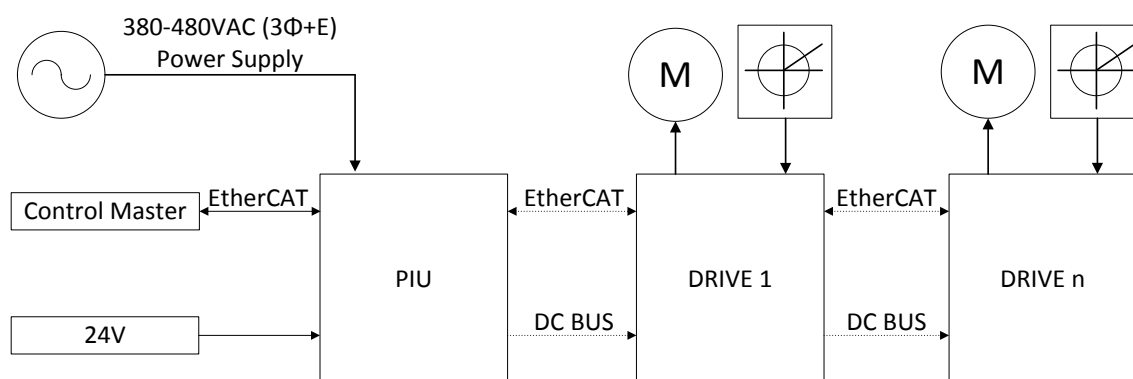 380-480VAC (3Φ+E)
Power Supply
M
M
Control Master
EtherCAT
EtherCAT
EtherCAT
PIU
DRIVE 1
DRIVE n
24V
DC BUS
DC BUS